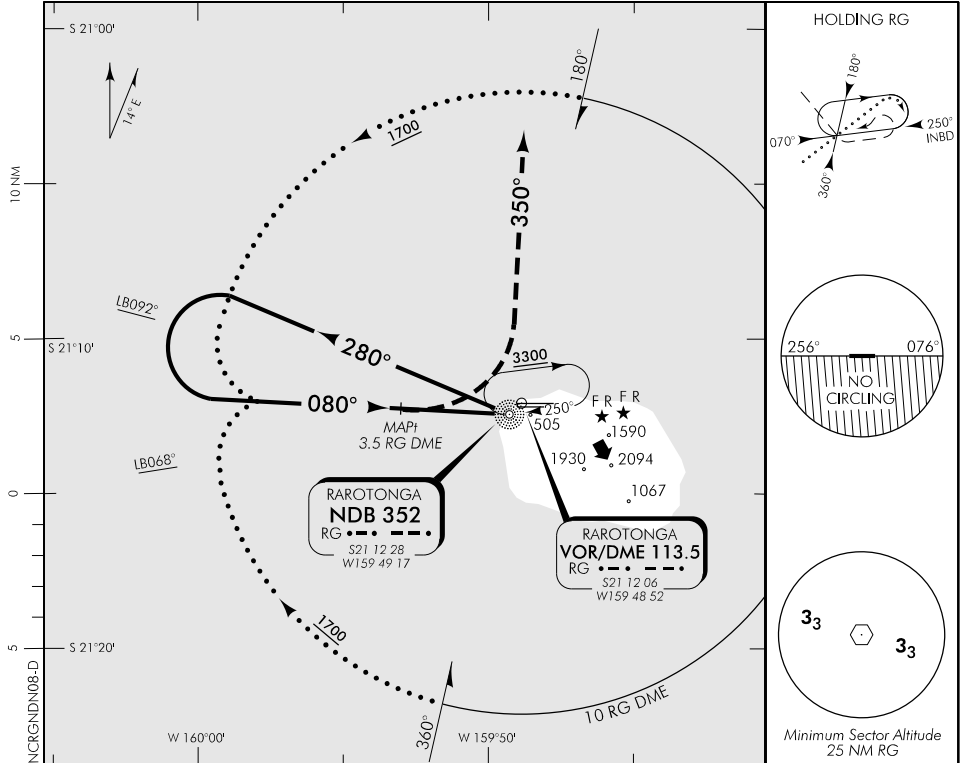 S 21°00'
14° E
180°
1700
10 NM
350°
LB092°
5
S 21°10'
280°
3300
080°
MAPt
3.5 RG DME
250°
505
F R F R
1590
1930
2094
1067
LB068°
0
RAROTONGA
NDB 352
RG
S21 12 28
W159 49 17
RAROTONGA
VOR/DME 113.5
RG
S21 12 06
W159 48 52
1700
5
S 21°20'
10 RG DME
360°
W 160°00'
W 159°50'
NCRGNDN08-D
HOLDING RG
180°
070°
250°
INBD
360°
256°
076°
NO
CIRCLING
33
33
Minimum Sector Altitude
25 NM RG